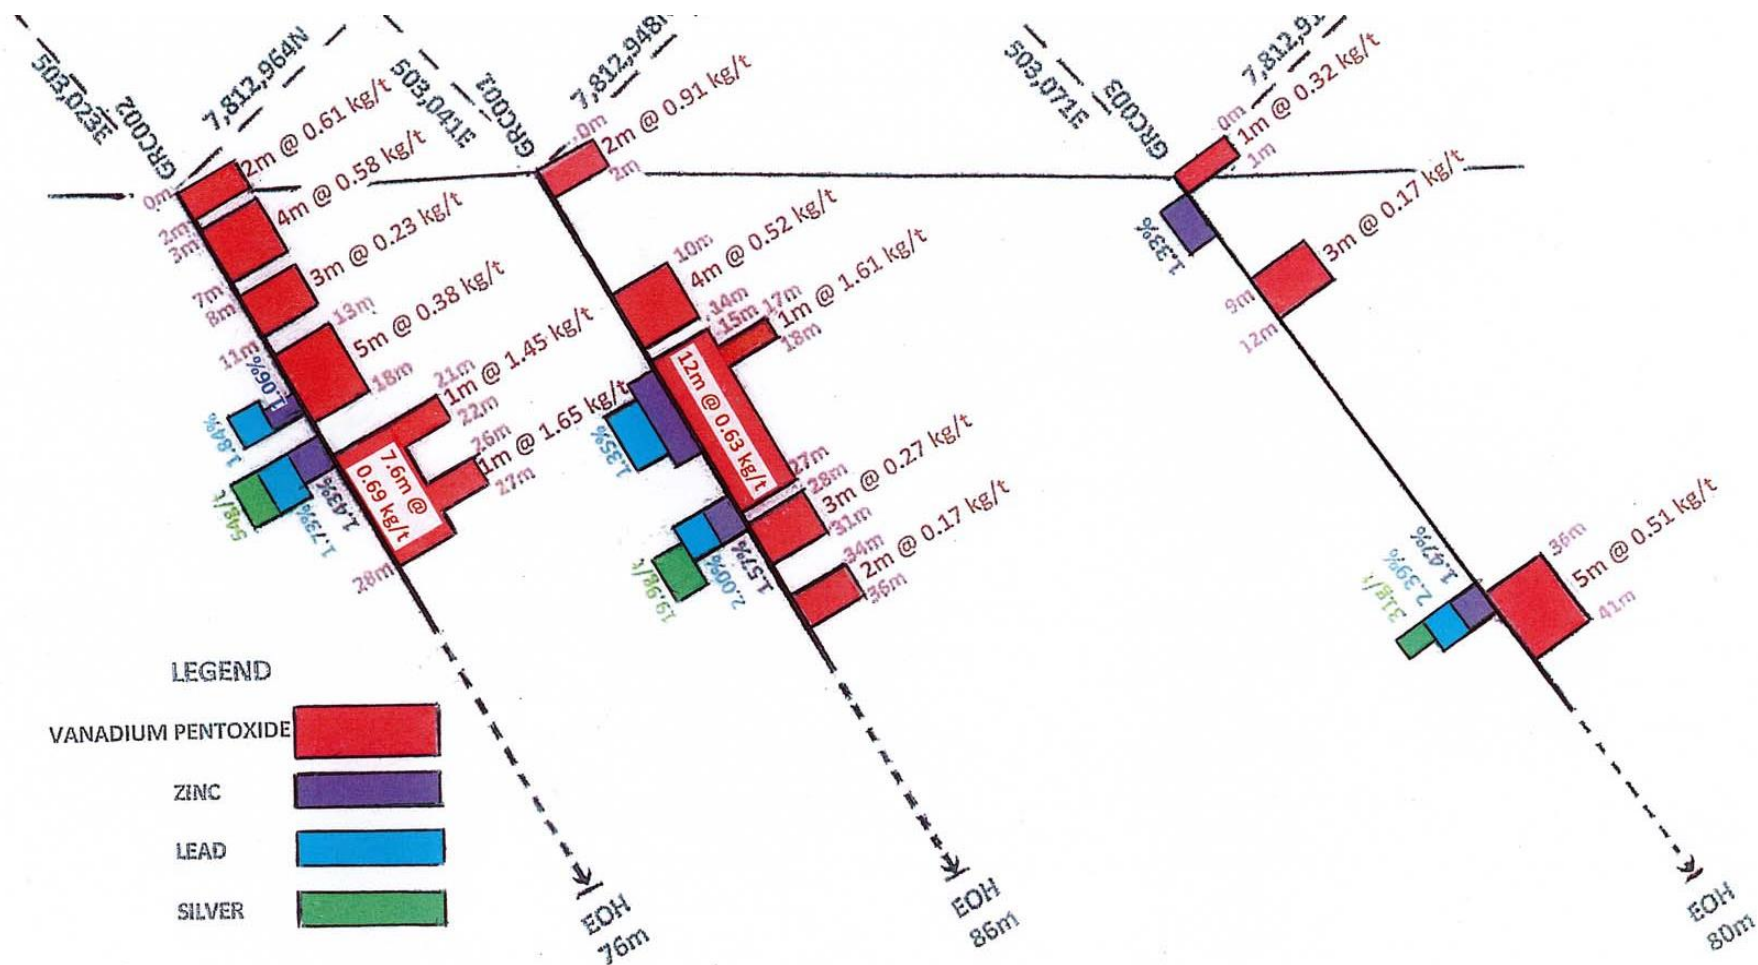 503,023E
GRC002
7,812,964N
0m
2m @ 0.61 kg/t
2m
3m
4m @ 0.58 kg/t
7m
8m
3m @ 0.23 kg/t
11m
13m
5m @ 0.38 kg/t
18m
1.06%
1.84%
21m
1m @ 1.45 kg/t
22m
26m
1m @ 1.65 kg/t
27m
7.6m @
0.69 kg/t
1.43%
1.73%
54g/t
28m
EOH
76m
503,041E
GRC001
7,812,948N
0m
2m @ 0.91 kg/t
2m
10m
4m @ 0.52 kg/t
14m
15m
17m
1m @ 1.61 kg/t
18m
12m @ 0.63 kg/t
1.35%
27m
28m
3m @ 0.27 kg/t
31m
1.57%
2.00%
19.9g/t
34m
2m @ 0.17 kg/t
36m
EOH
86m
503,071E
GRC003
7,812,91
0m
1m @ 0.32 kg/t
1m
1.33%
9m
3m @ 0.17 kg/t
12m
36m
5m @ 0.51 kg/t
41m
1.47%
2.39%
31g/t
EOH
80m
LEGEND
VANADIUM PENTOXIDE
ZINC
LEAD
SILVER